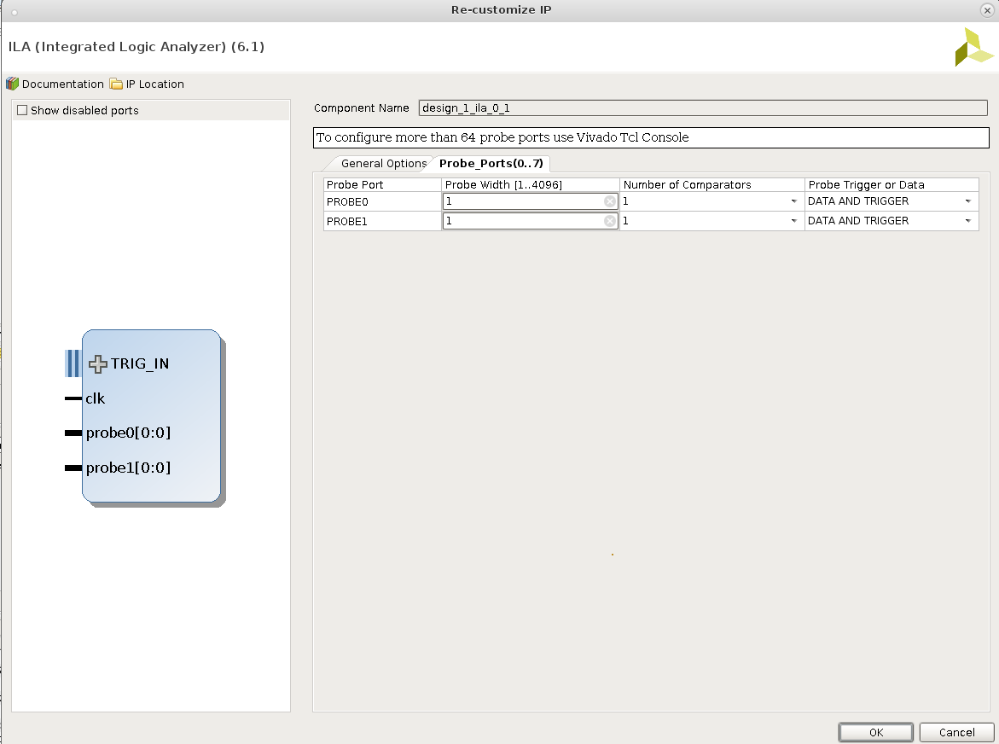 Re-customize IP
ILA (Integrated Logic Analyzer) (6.1)
Documentation IP Location
Show disabled ports
TRIG_IN
clk
probe0[0:0]
probe1[0:0]
Component Name design_1_ila_0_1
To configure more than 64 probe ports use Vivado Tcl Console
General Options Probe_Ports(0..7)
Probe Port Probe Width [1..4096] Number of Comparators Probe Trigger or Data
PROBE0 1 1 DATA AND TRIGGER
PROBE1 1 1 DATA AND TRIGGER
OK Cancel